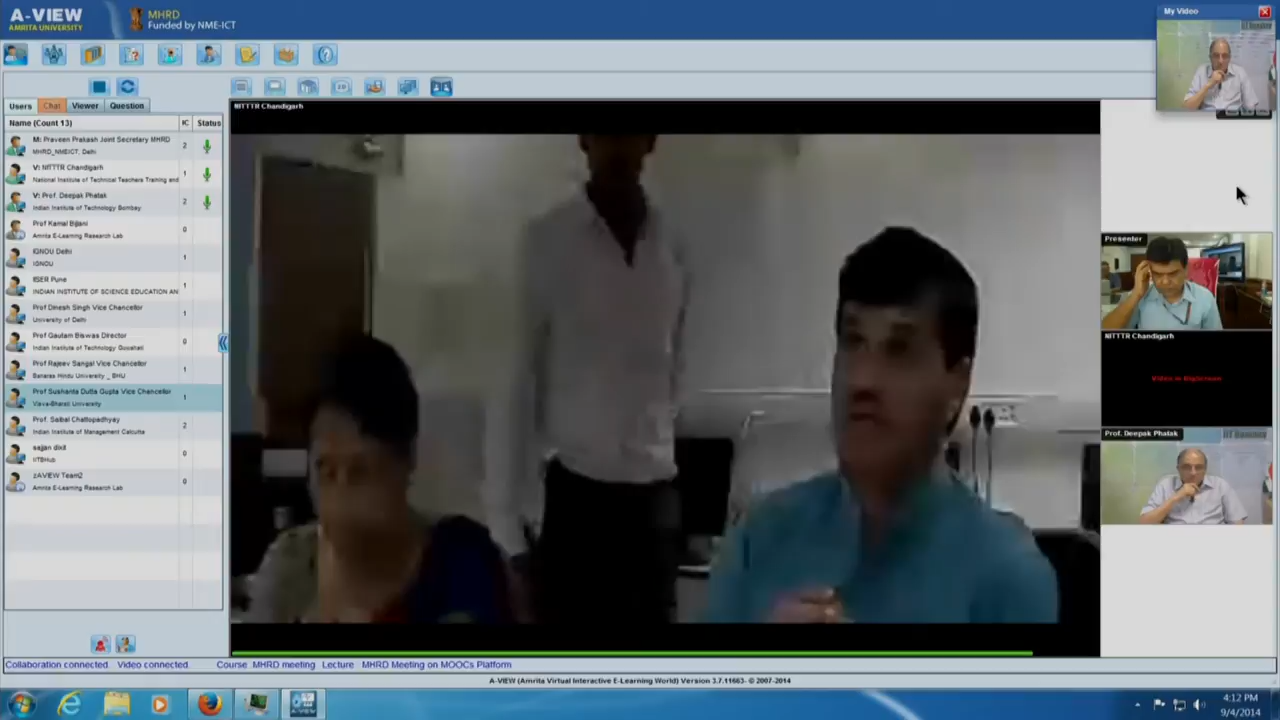 A-VIEW
AMRITA UNIVERSITY
MHRD
Funded by NME-ICT
My Video
Users
Chat
Viewer
Question
Name (Count 13)
IC
Status
M: Praveen Prakash Joint Secretary MHRD
MHRD_NMEICT, Delhi
2
V: NITTTR Chandigarh
National Institute of Technical Teachers Training and
1
V: Prof. Deepak Phatak
Indian Institute of Technology Bombay
2
Prof Kamal Bijlani
Amrita E-Learning Research Lab
0
IGNOU Delhi
IGNOU
1
IISER Pune
INDIAN INSTITUTE OF SCIENCE EDUCATION AN
1
Prof Dinesh Singh Vice Chancellor
University of Delhi
1
Prof Gautam Biswas Director
Indian Institute of Technology Guwahati
0
Prof Rajeev Sangal Vice Chancellor
Banaras Hindu University _ BHU
1
Prof Sushanta Dutta Gupta Vice Chancellor
Visva-Bharati University
1
Prof. Saibal Chattopadhyay
Indian Institute of Management Calcutta
2
sajjan dixit
IITBHub
0
zAVIEW Team2
Amrita E-Learning Research Lab
0
NITTTR Chandigarh
Presenter
NITTTR Chandigarh
Video in BigScreen
Prof. Deepak Phatak
Collaboration connected Video connected Course MHRD meeting Lecture MHRD Meeting on MOOCs Platform
A-VIEW (Amrita Virtual Interactive E-Learning World) Version 3.7.11663- © 2007-2014
4:12 PM
9/4/2014